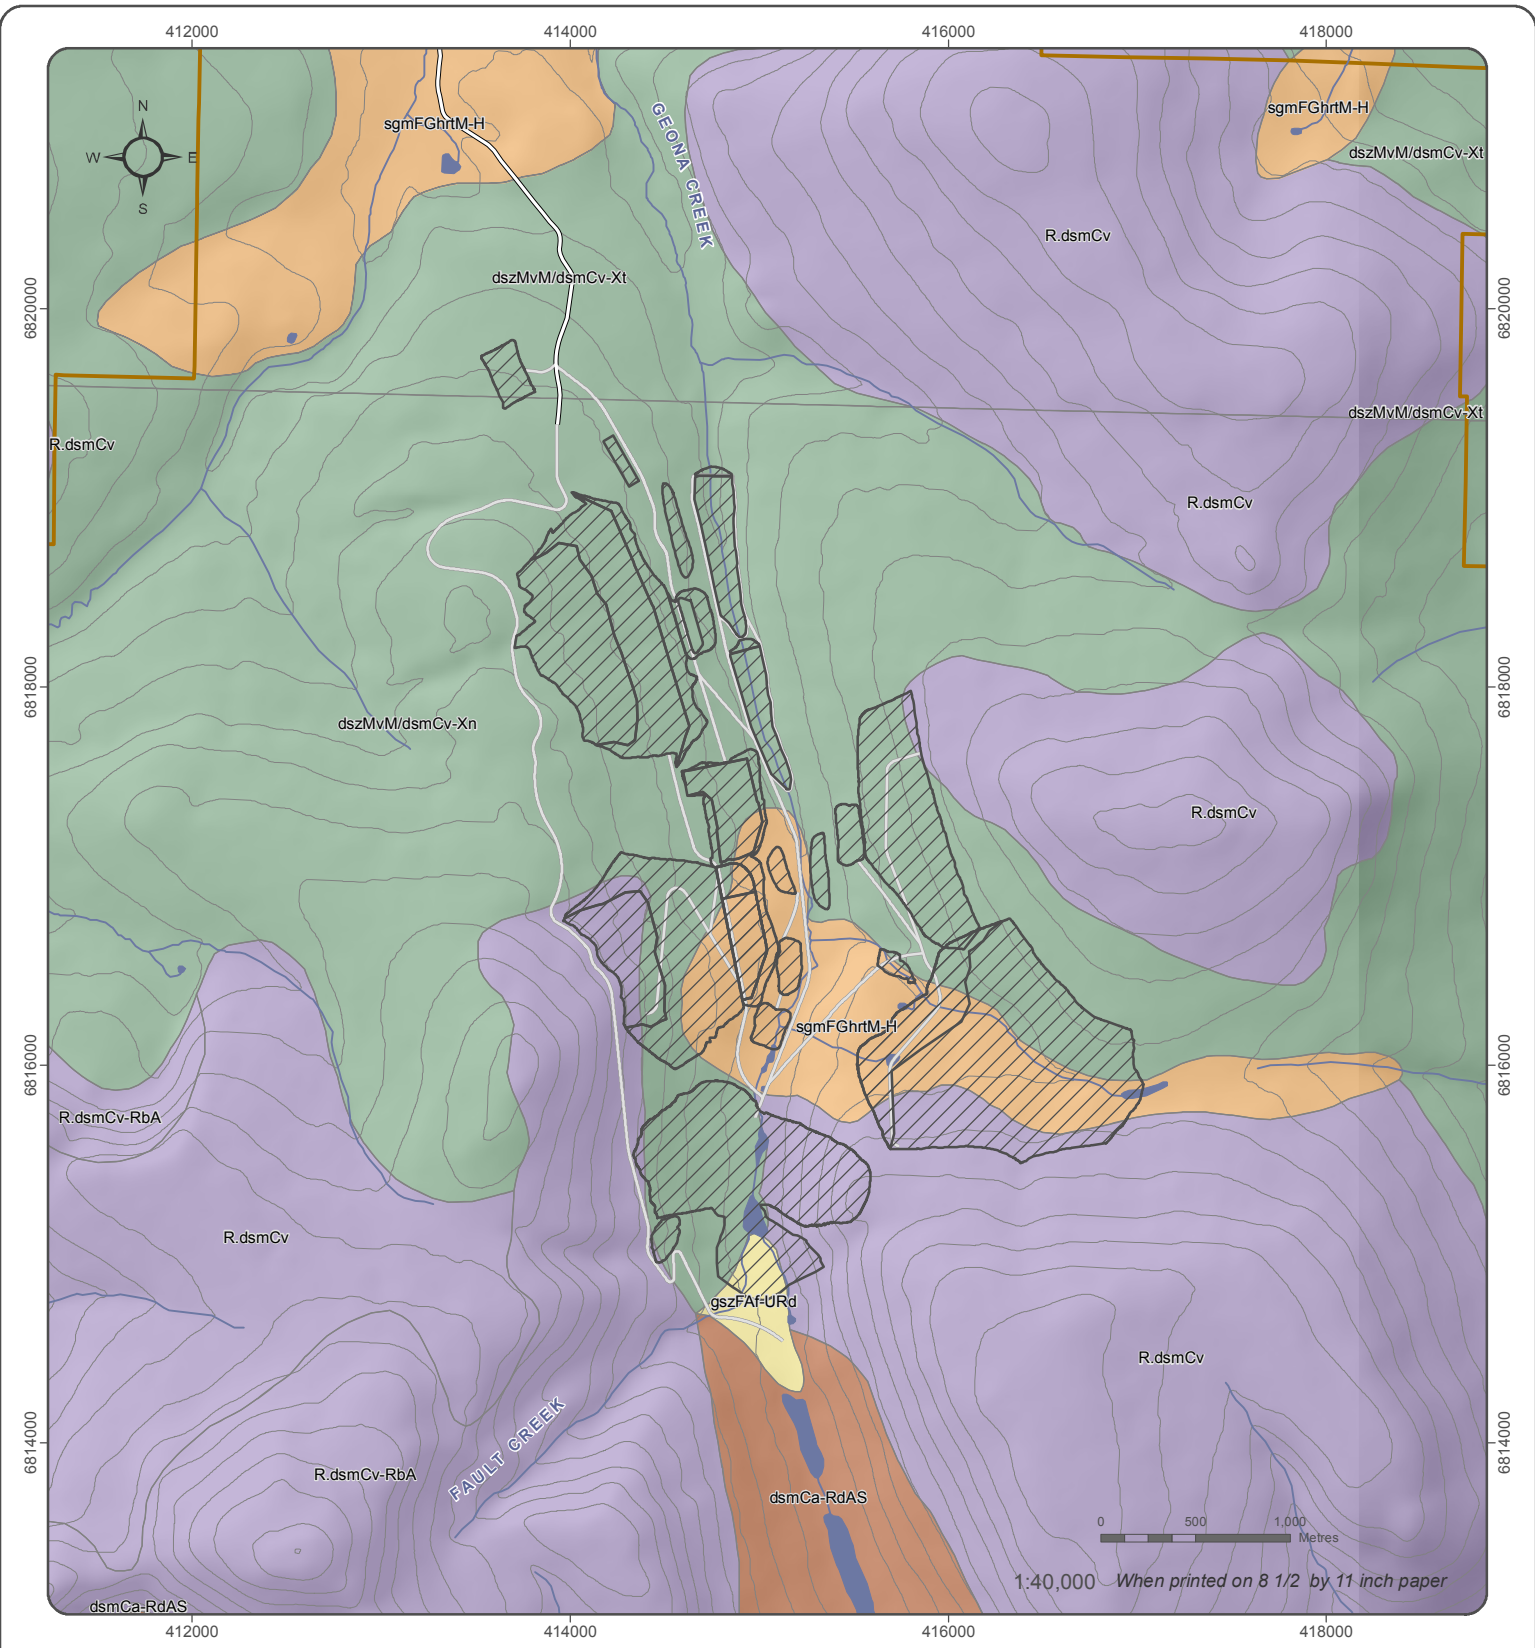 412000 414000 416000 418000
N
W E
S
sgmFGhrtM-H
GEONA CREEK
sgmFGhrtM-H
dszMvM/dsmCv-Xt
R.dsmCv
dszMvM/dsmCv-Xt
6820000 6820000
R.dsmCv
dszMvM/dsmCv-Xt
R.dsmCv
6818000 6818000
dszMvM/dsmCv-Xn
R.dsmCv
sgmFGhrtM-H
6816000 6816000
R.dsmCv-RbA
R.dsmCv
gszFAf-URd
R.dsmCv
FAULT CREEK
6814000 6814000
R.dsmCv-RbA
dsmCa-RdAS
0 500 1,000
Metres
1:40,000 When printed on 8 1/2 by 11 inch paper
dsmCa-RdAS
412000 414000 416000 418000